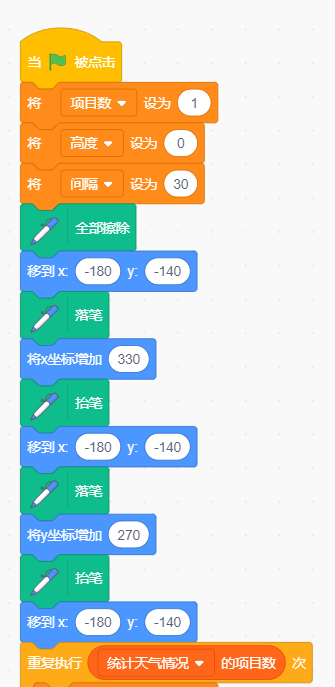 当 被点击
将 项目数 设为 1
将 高度 设为 0
将 间隔 设为 30
全部擦除
移到 x: -180 y: -140
落笔
将x坐标增加 330
抬笔
移到 x: -180 y: -140
落笔
将y坐标增加 270
抬笔
移到 x: -180 y: -140
重复执行 统计天气情况 的项目数 次